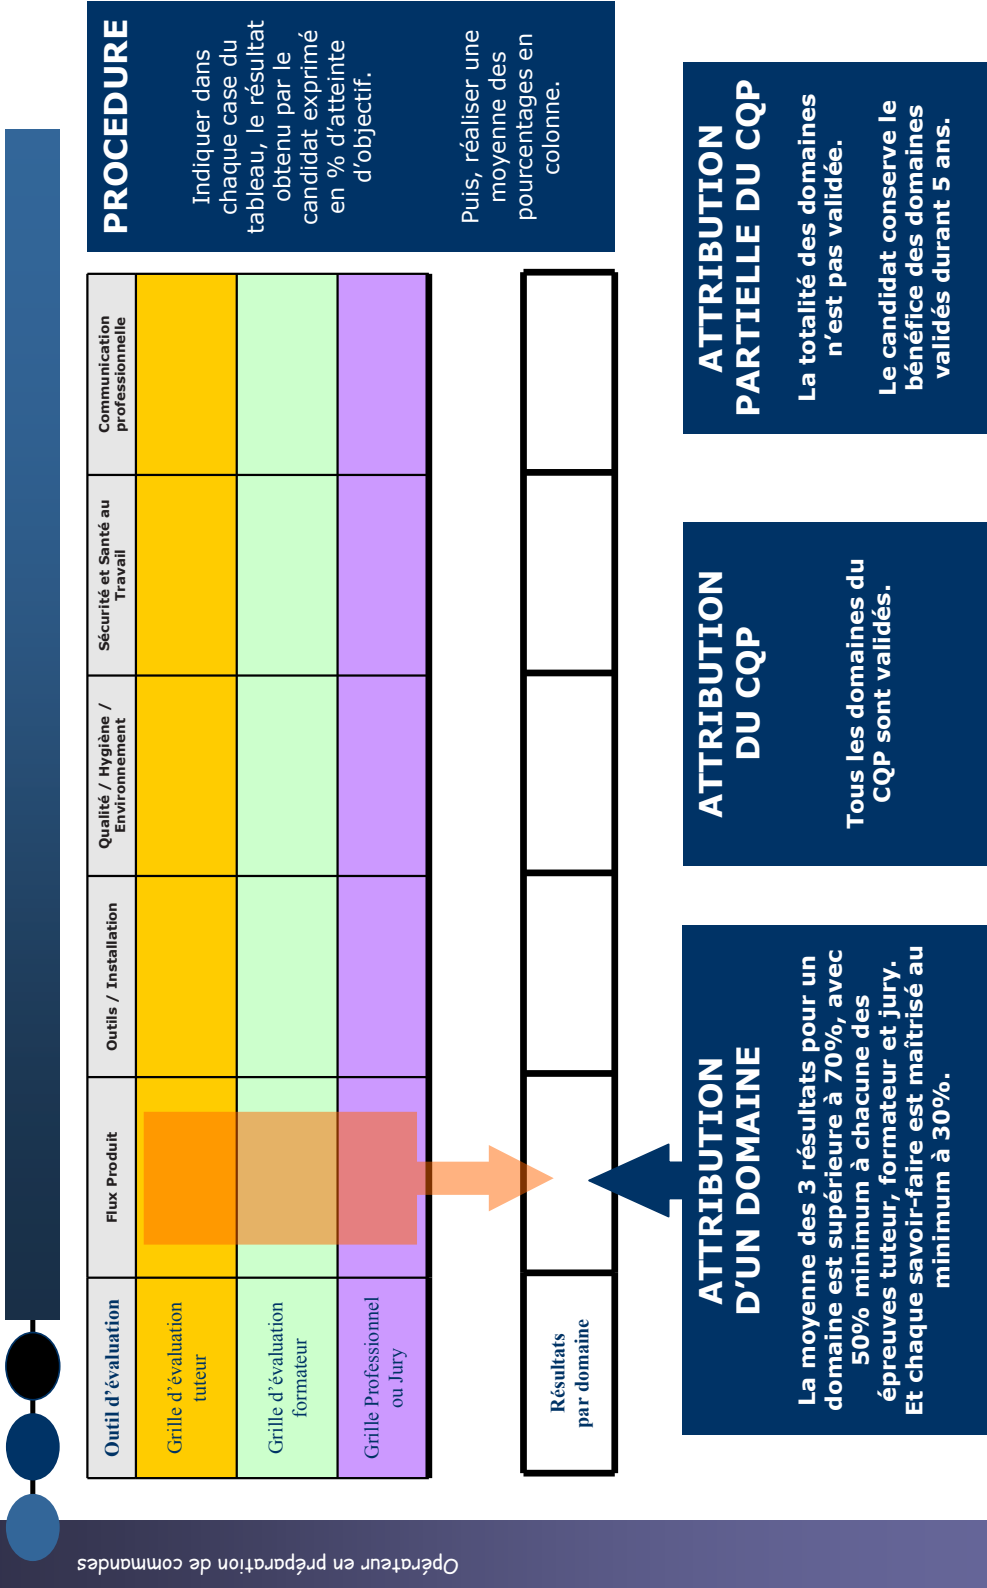 Opérateur en préparation de commandes
Outil d’évaluation
Flux Produit
Outils / Installation
Qualité / Hygiène /
Environnement
Sécurité et Santé au
Travail
Communication
professionnelle
Grille d’évaluation
tuteur
Grille d’évaluation
formateur
Grille Professionnel
ou Jury
Résultats
par domaine
PROCEDURE
Indiquer dans
chaque case du
tableau, le résultat
obtenu par le
candidat exprimé
en % d’atteinte
d’objectif.
Puis, réaliser une
moyenne des
pourcentages en
colonne.
ATTRIBUTION
D’UN DOMAINE
La moyenne des 3 résultats pour un
domaine est supérieure à 70%, avec
50% minimum à chacune des
épreuves tuteur, formateur et jury.
Et chaque savoir-faire est maîtrisé au
minimum à 30%.
ATTRIBUTION
DU CQP
Tous les domaines du
CQP sont validés.
ATTRIBUTION
PARTIELLE DU CQP
La totalité des domaines
n’est pas validée.
Le candidat conserve le
bénéfice des domaines
validés durant 5 ans.